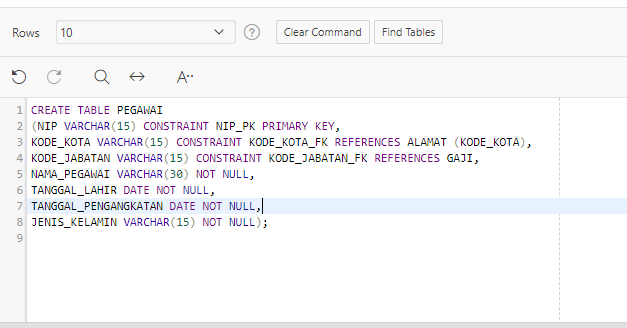 Rows 10 ? Clear Command Find Tables
A··
1 CREATE TABLE PEGAWAI
2 (NIP VARCHAR(15) CONSTRAINT NIP_PK PRIMARY KEY,
3 KODE_KOTA VARCHAR(15) CONSTRAINT KODE_KOTA_FK REFERENCES ALAMAT (KODE_KOTA),
4 KODE_JABATAN VARCHAR(15) CONSTRAINT KODE_JABATAN_FK REFERENCES GAJI,
5 NAMA_PEGAWAI VARCHAR(30) NOT NULL,
6 TANGGAL_LAHIR DATE NOT NULL,
7 TANGGAL_PENGANGKATAN DATE NOT NULL,
8 JENIS_KELAMIN VARCHAR(15) NOT NULL);
9